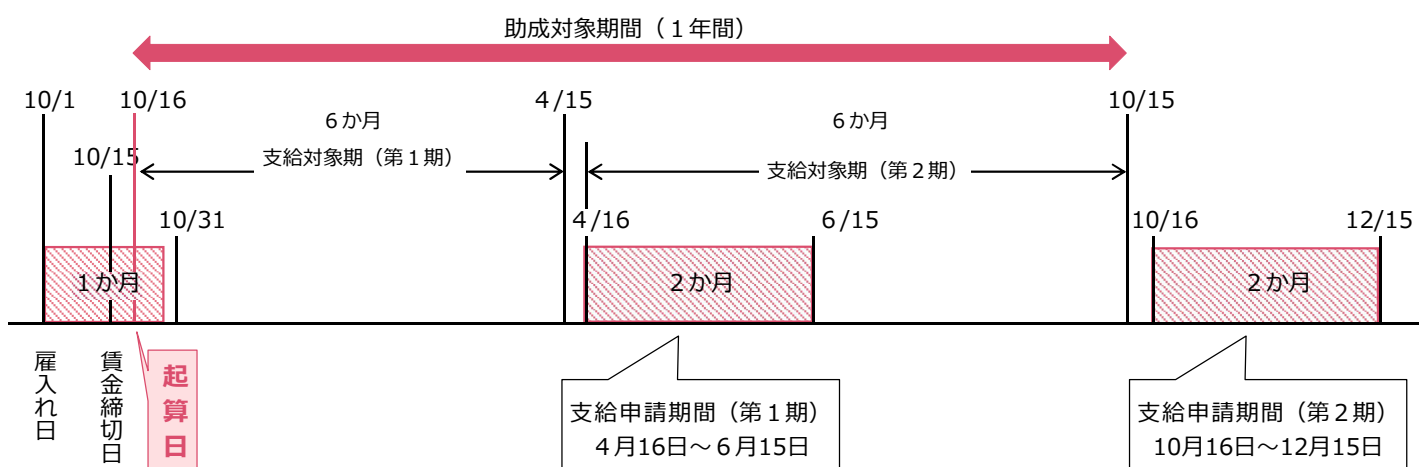 助成対象期間（１年間）
10/1
10/16
4/15
10/15
６か月
６か月
10/15
支給対象期（第１期）
支給対象期（第２期）
10/31
4/16
6/15
10/16
12/15
１か月
２か月
２か月
雇入れ日
賃金締切日
起算日
支給申請期間（第１期）
４月16日～６月15日
支給申請期間（第２期）
10月16日～12月15日